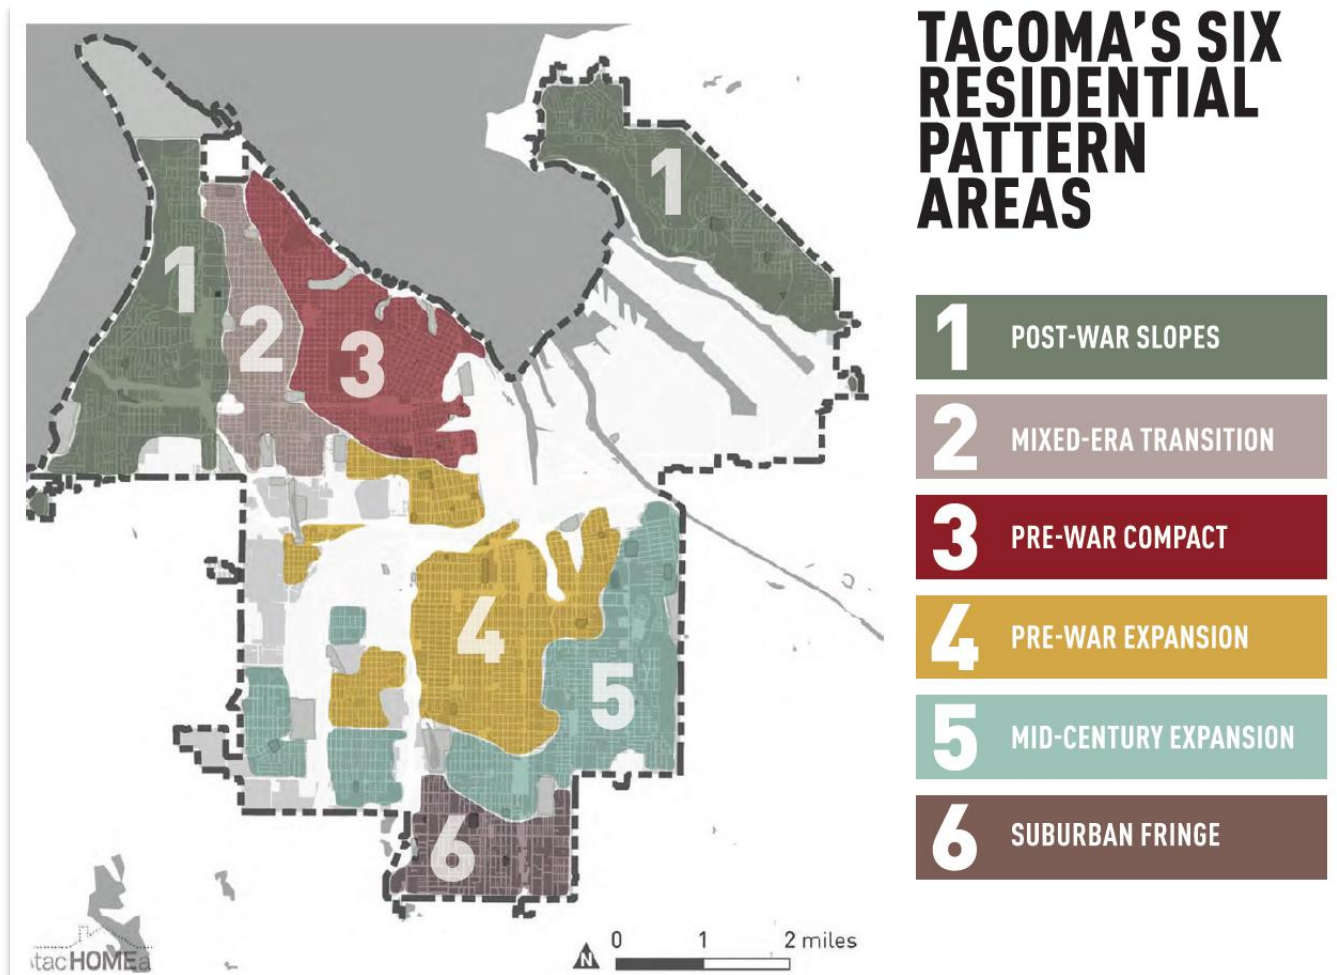 TACOMA'S SIX
RESIDENTIAL
PATTERN
AREAS
1 POST-WAR SLOPES
2 MIXED-ERA TRANSITION
3 PRE-WAR COMPACT
4 PRE-WAR EXPANSION
5 MID-CENTURY EXPANSION
6 SUBURBAN FRINGE
1
1
2
3
4
5
6
tacHOMEa
N
0 1 2 miles